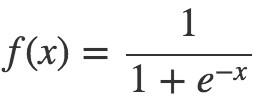 f(x) = 1 / (1 + e⁻ˣ)